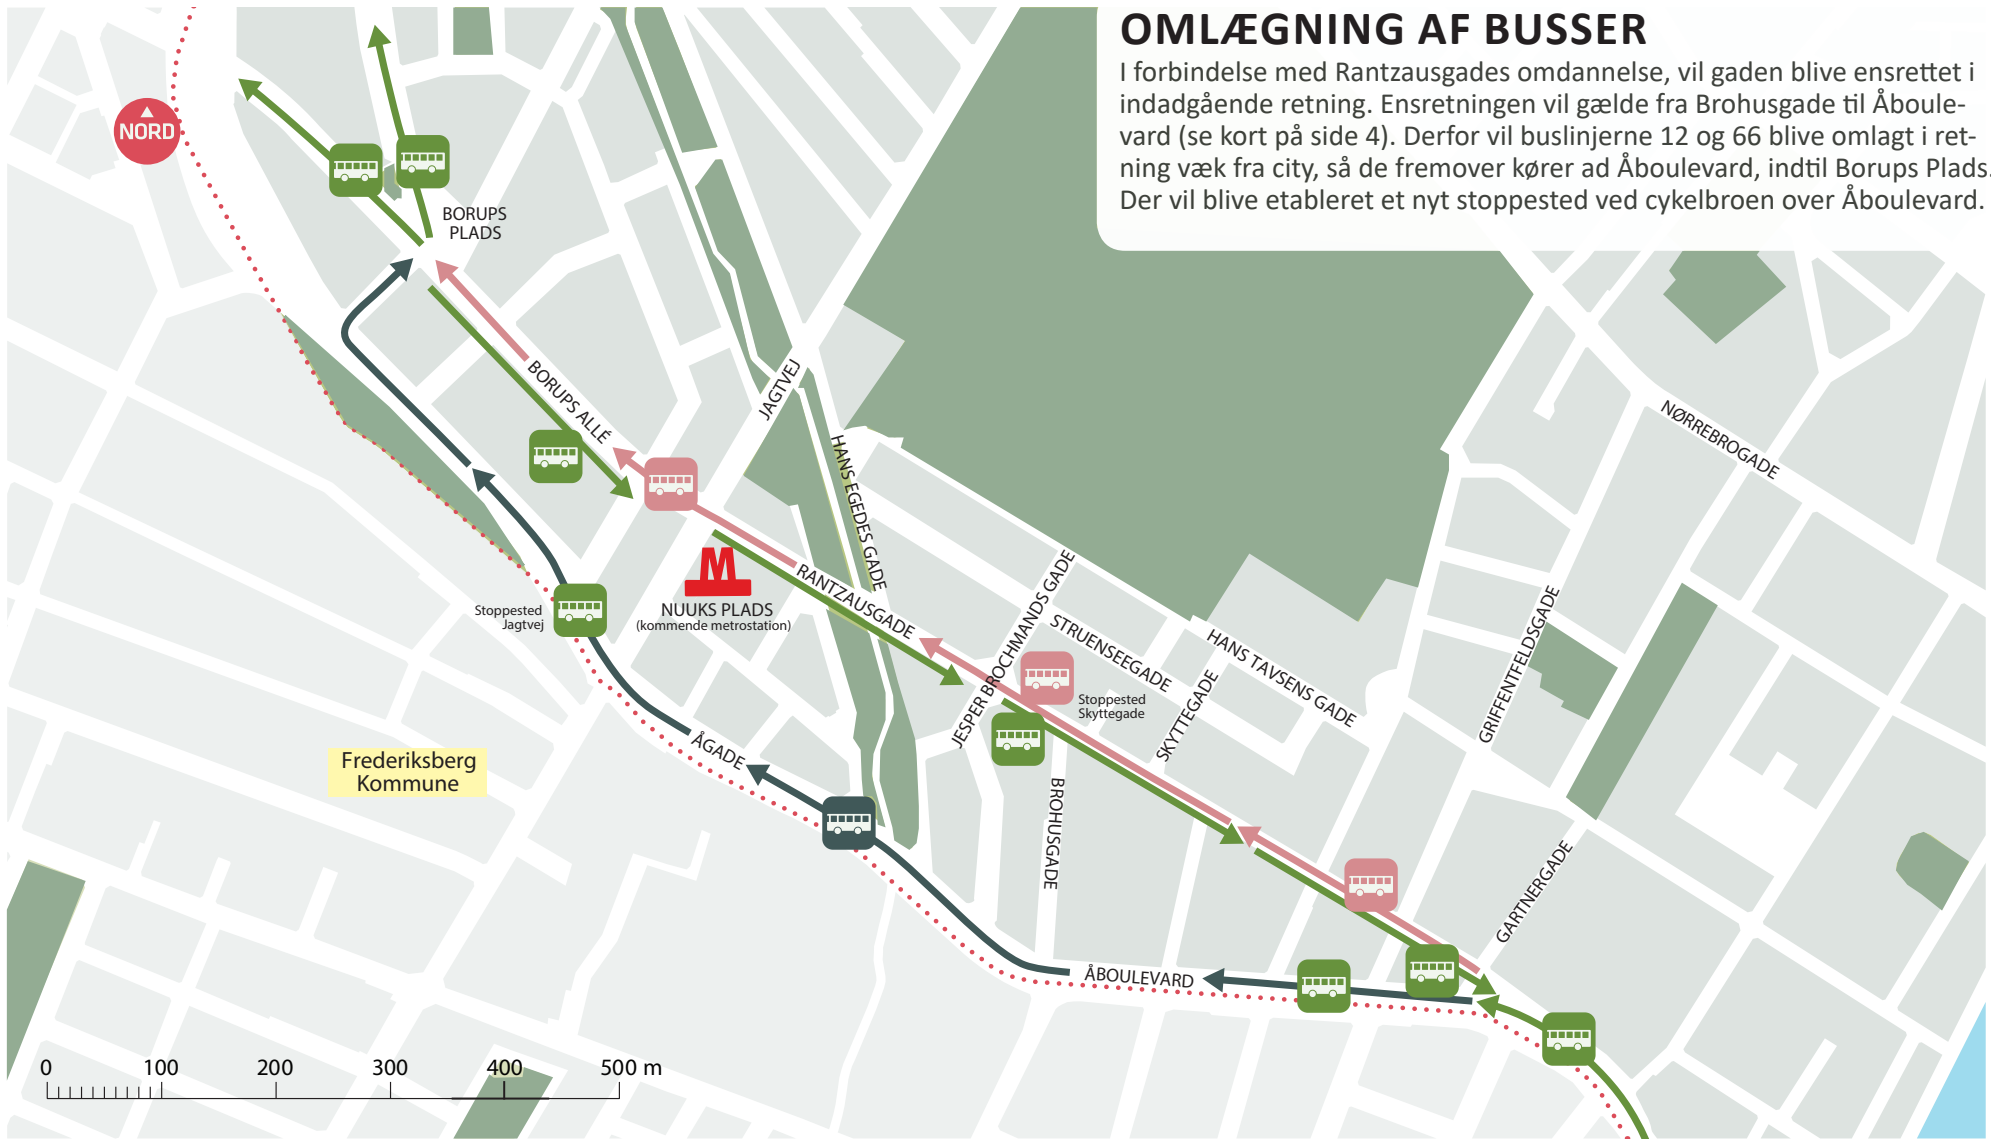 OMLÆGNING AF BUSSER
I forbindelse med Rantzausgades omdannelse, vil gaden blive ensrettet i
indadgående retning. Ensretningen vil gælde fra Brohusgade til Åboule-
vard (se kort på side 4). Derfor vil buslinjerne 12 og 66 blive omlagt i ret-
ning væk fra city, så de fremover kører ad Åboulevard, indtil Borups Plads.
Der vil blive etableret et nyt stoppested ved cykelbroen over Åboulevard.
NORD
BORUPS
PLADS
BORUPS ALLÉ
JAGTVEJ
HANS EGEDES GADE
NØRREBROGADE
M
NUUKS PLADS
(kommende metrostation)
RANTZAUSGADE
Stoppested
Jagtvej
JESPER BROCHMANDS GADE
STRUENSEEGADE
HANS TAVSENS GADE
SKYTTEGADE
GRIFFENTFELDSGADE
Stoppested
Skyttegade
ÅGADE
Frederiksberg
Kommune
BROHUSGADE
GARTNERGADE
ÅBOULEVARD
0 100 200 300 400 500 m